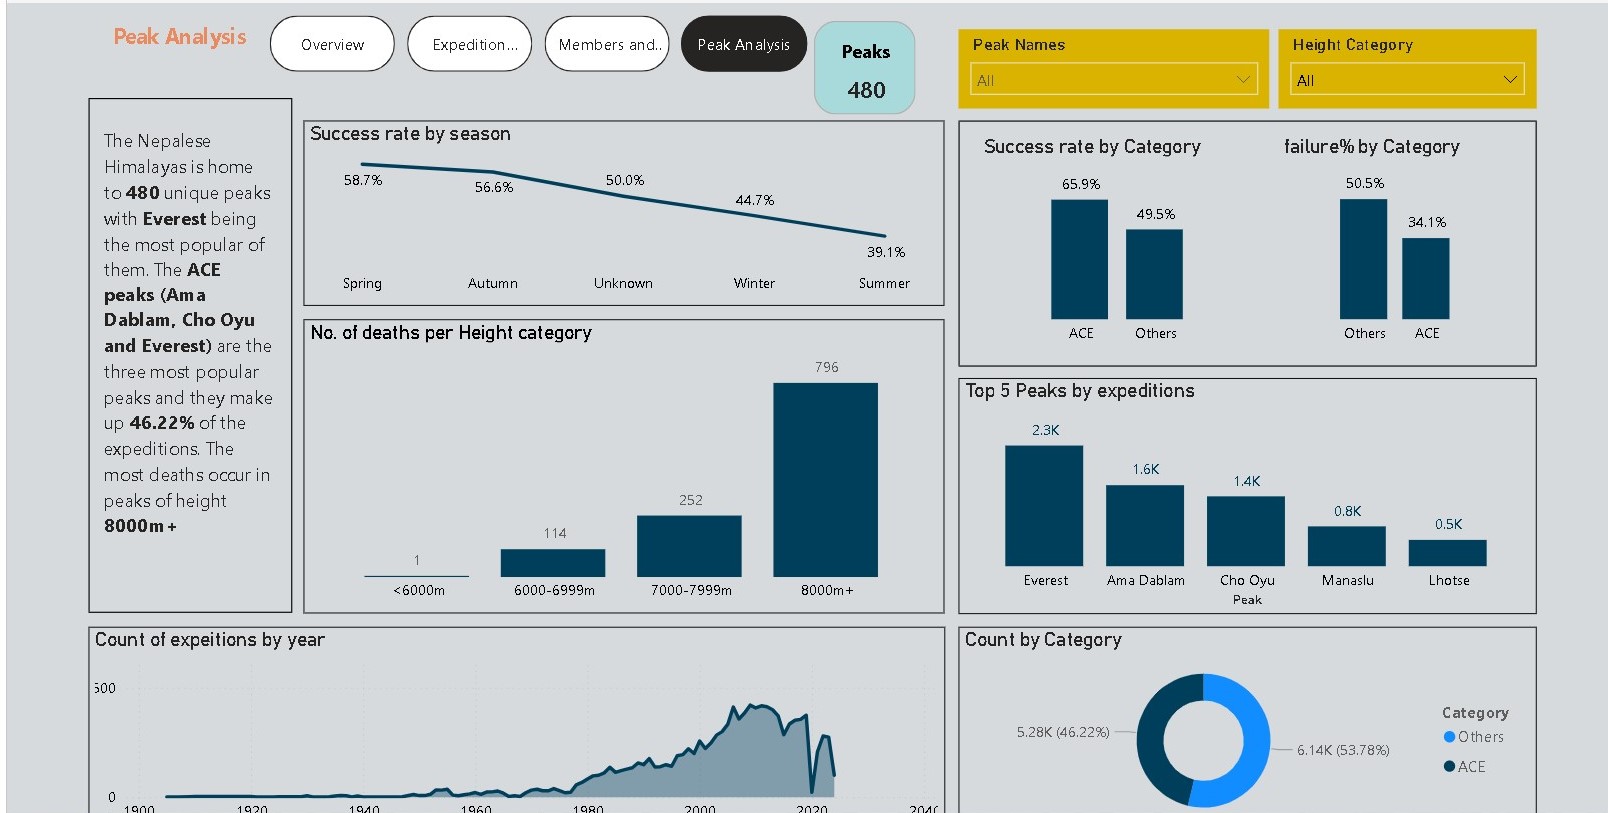 Peak Analysis
Overview
Expedition...
Members and..
Peak Analysis
Peaks
480
Peak Names
All
Height Category
All
The Nepalese
Himalayas is home
to 480 unique peaks
with Everest being
the most popular of
them. The ACE
peaks (Ama
Dablam, Cho Oyu
and Everest) are the
three most popular
peaks and they make
up 46.22% of the
expeditions. The
most deaths occur in
peaks of height
8000m+
Success rate by season
58.7%
56.6%
50.0%
44.7%
39.1%
Spring
Autumn
Unknown
Winter
Summer
Success rate by Category
65.9%
49.5%
ACE
Others
failure% by Category
50.5%
34.1%
Others
ACE
No. of deaths per Height category
1
114
252
796
<6000m
6000-6999m
7000-7999m
8000m+
Top 5 Peaks by expeditions
2.3K
1.6K
1.4K
0.8K
0.5K
Everest
Ama Dablam
Cho Oyu
Manaslu
Lhotse
Peak
Count of expeitions by year
500
0
1900
1920
1940
1960
1980
2000
2020
2040
Count by Category
5.28K (46.22%)
6.14K (53.78%)
Category
Others
ACE